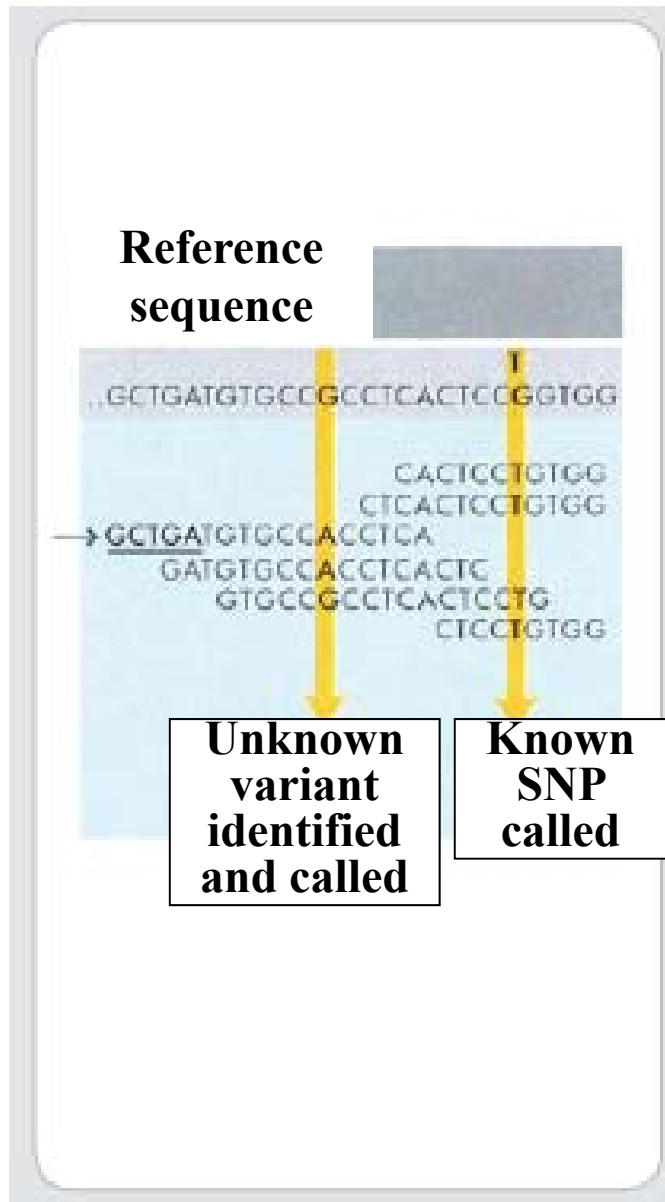 Reference
sequence
T
..GCTGATGTGCCGCCTCACTCCGGTGG
CACTCCTGTGG
CTCACTCCTGTGG
GCTGATGTGCCACCTCA
GATGTGCCACCTCACTC
GTGCCGCCTCACTCCTG
CTCCTGTGG
Unknown
variant
identified
and called
Known
SNP
called